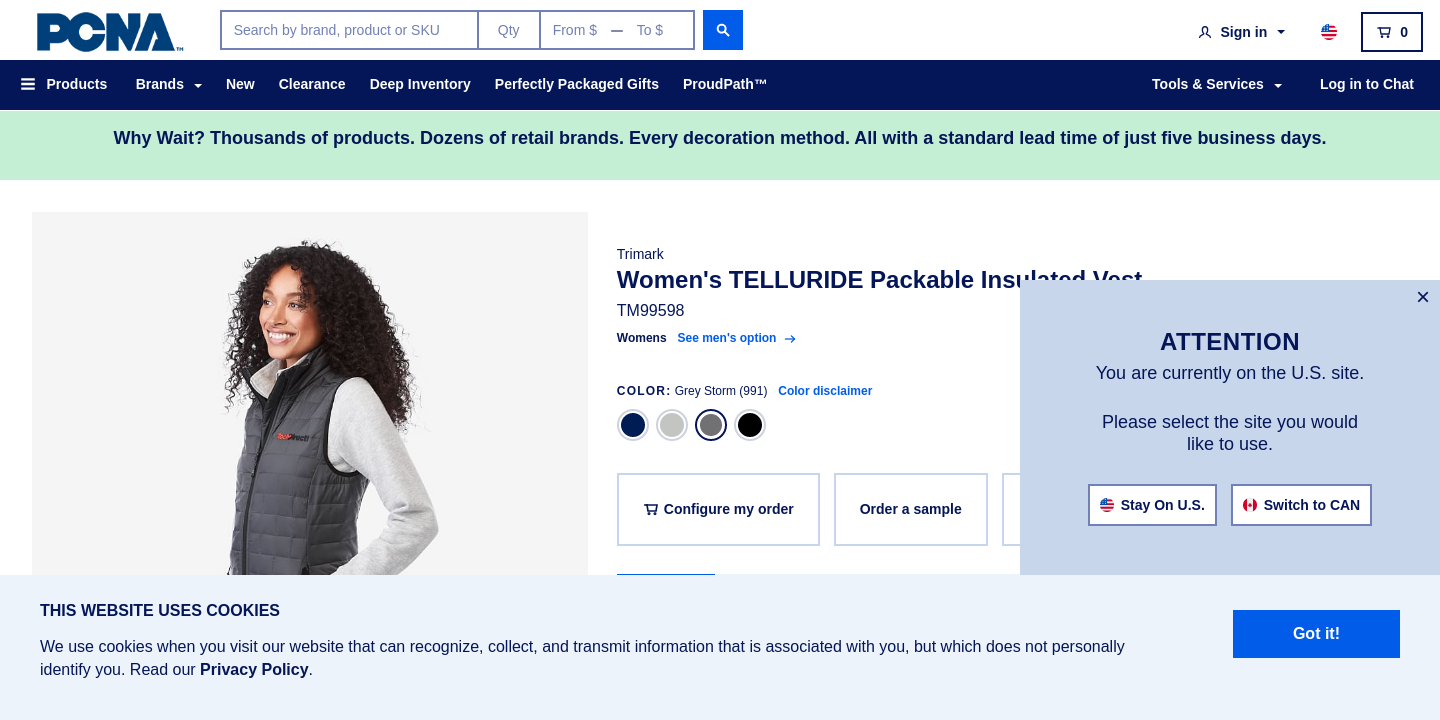 PCNA™
Search by brand, product or SKU
Qty
From $ — To $
Sign in
0
Products
Brands
New
Clearance
Deep Inventory
Perfectly Packaged Gifts
ProudPath™
Tools & Services
Log in to Chat
Why Wait? Thousands of products. Dozens of retail brands. Every decoration method. All with a standard lead time of just five business days.
Trimark
Women's TELLURIDE Packable Insulated Vest
TM99598
Womens See men's option
COLOR: Grey Storm (991) Color disclaimer
Configure my order
Order a sample
×
ATTENTION
You are currently on the U.S. site.
Please select the site you would
like to use.
Stay On U.S.
Switch to CAN
THIS WEBSITE USES COOKIES
We use cookies when you visit our website that can recognize, collect, and transmit information that is associated with you, but which does not personally
identify you. Read our Privacy Policy.
Got it!